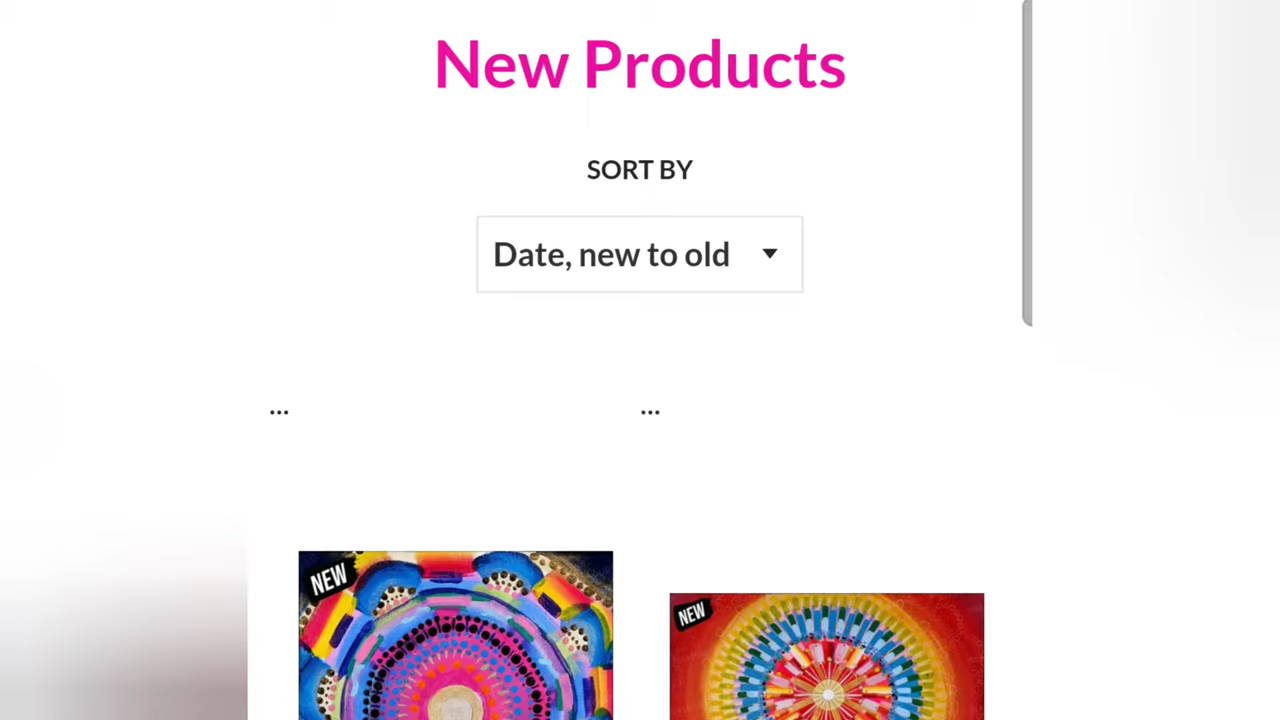 New Products
SORT BY
Date, new to old
... ...
NEW
NEW